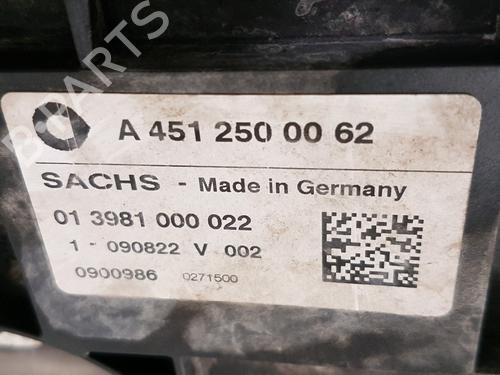 A 451 250 00 62
SACHS - Made in Germany
01 3981 000 022
1 - 090822 V 002
0900986 0271500